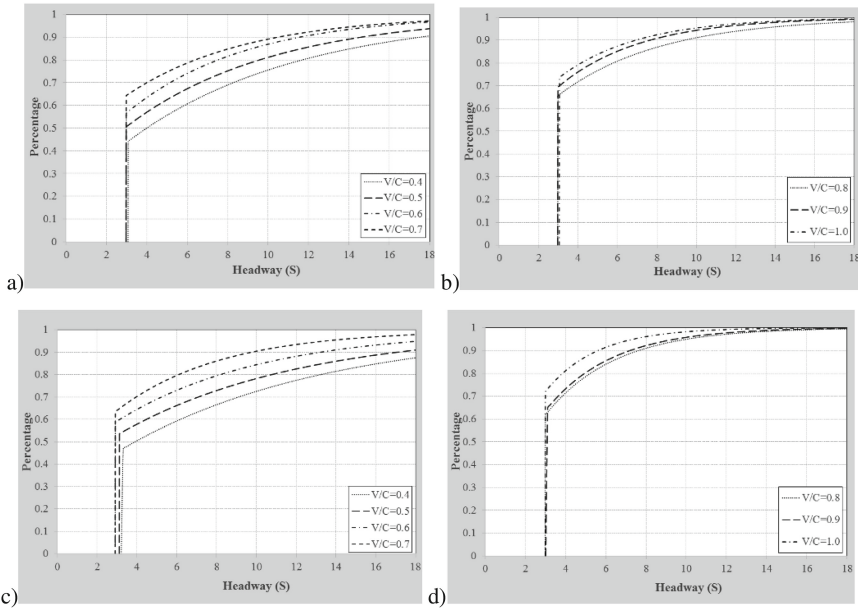 1
0.9
0.8
0.7
0.6
0.5
0.4
0.3
0.2
0.1
0
Percentage
0 2 4 6 8 10 12 14 16 18
Headway (S)
V/C=0.4
V/C=0.5
V/C=0.6
V/C=0.7
a)
1
0.9
0.8
0.7
0.6
0.5
0.4
0.3
0.2
0.1
0
Percentage
0 2 4 6 8 10 12 14 16 18
Headway (S)
V/C=0.8
V/C=0.9
V/C=1.0
b)
1
0.9
0.8
0.7
0.6
0.5
0.4
0.3
0.2
0.1
0
Percentage
0 2 4 6 8 10 12 14 16 18
Headway (S)
V/C=0.4
V/C=0.5
V/C=0.6
V/C=0.7
c)
1
0.9
0.8
0.7
0.6
0.5
0.4
0.3
0.2
0.1
0
Percentage
0 2 4 6 8 10 12 14 16 18
Headway (S)
V/C=0.8
V/C=0.9
V/C=1.0
d)